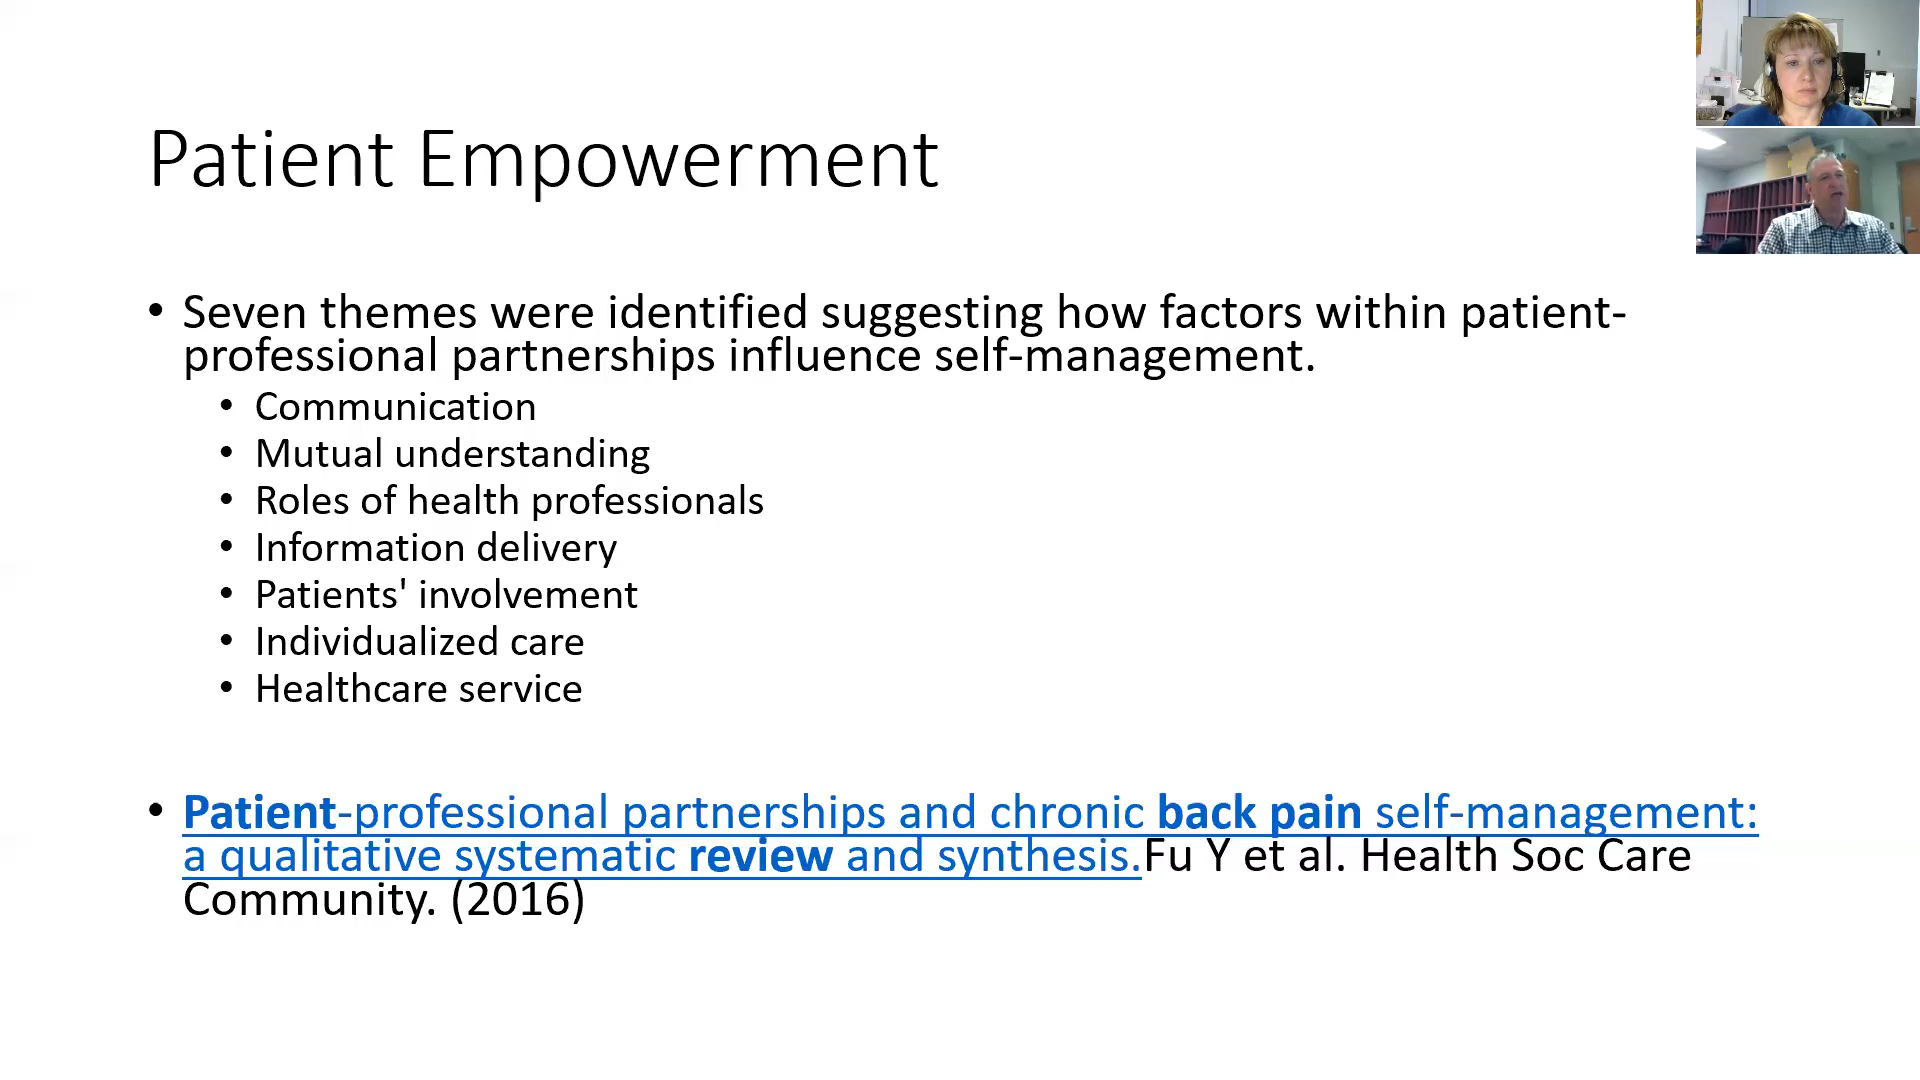 Patient Empowerment
• Seven themes were identified suggesting how factors within patient-
professional partnerships influence self-management.
• Communication
• Mutual understanding
• Roles of health professionals
• Information delivery
• Patients' involvement
• Individualized care
• Healthcare service
• Patient-professional partnerships and chronic back pain self-management:
a qualitative systematic review and synthesis.Fu Y et al. Health Soc Care
Community. (2016)